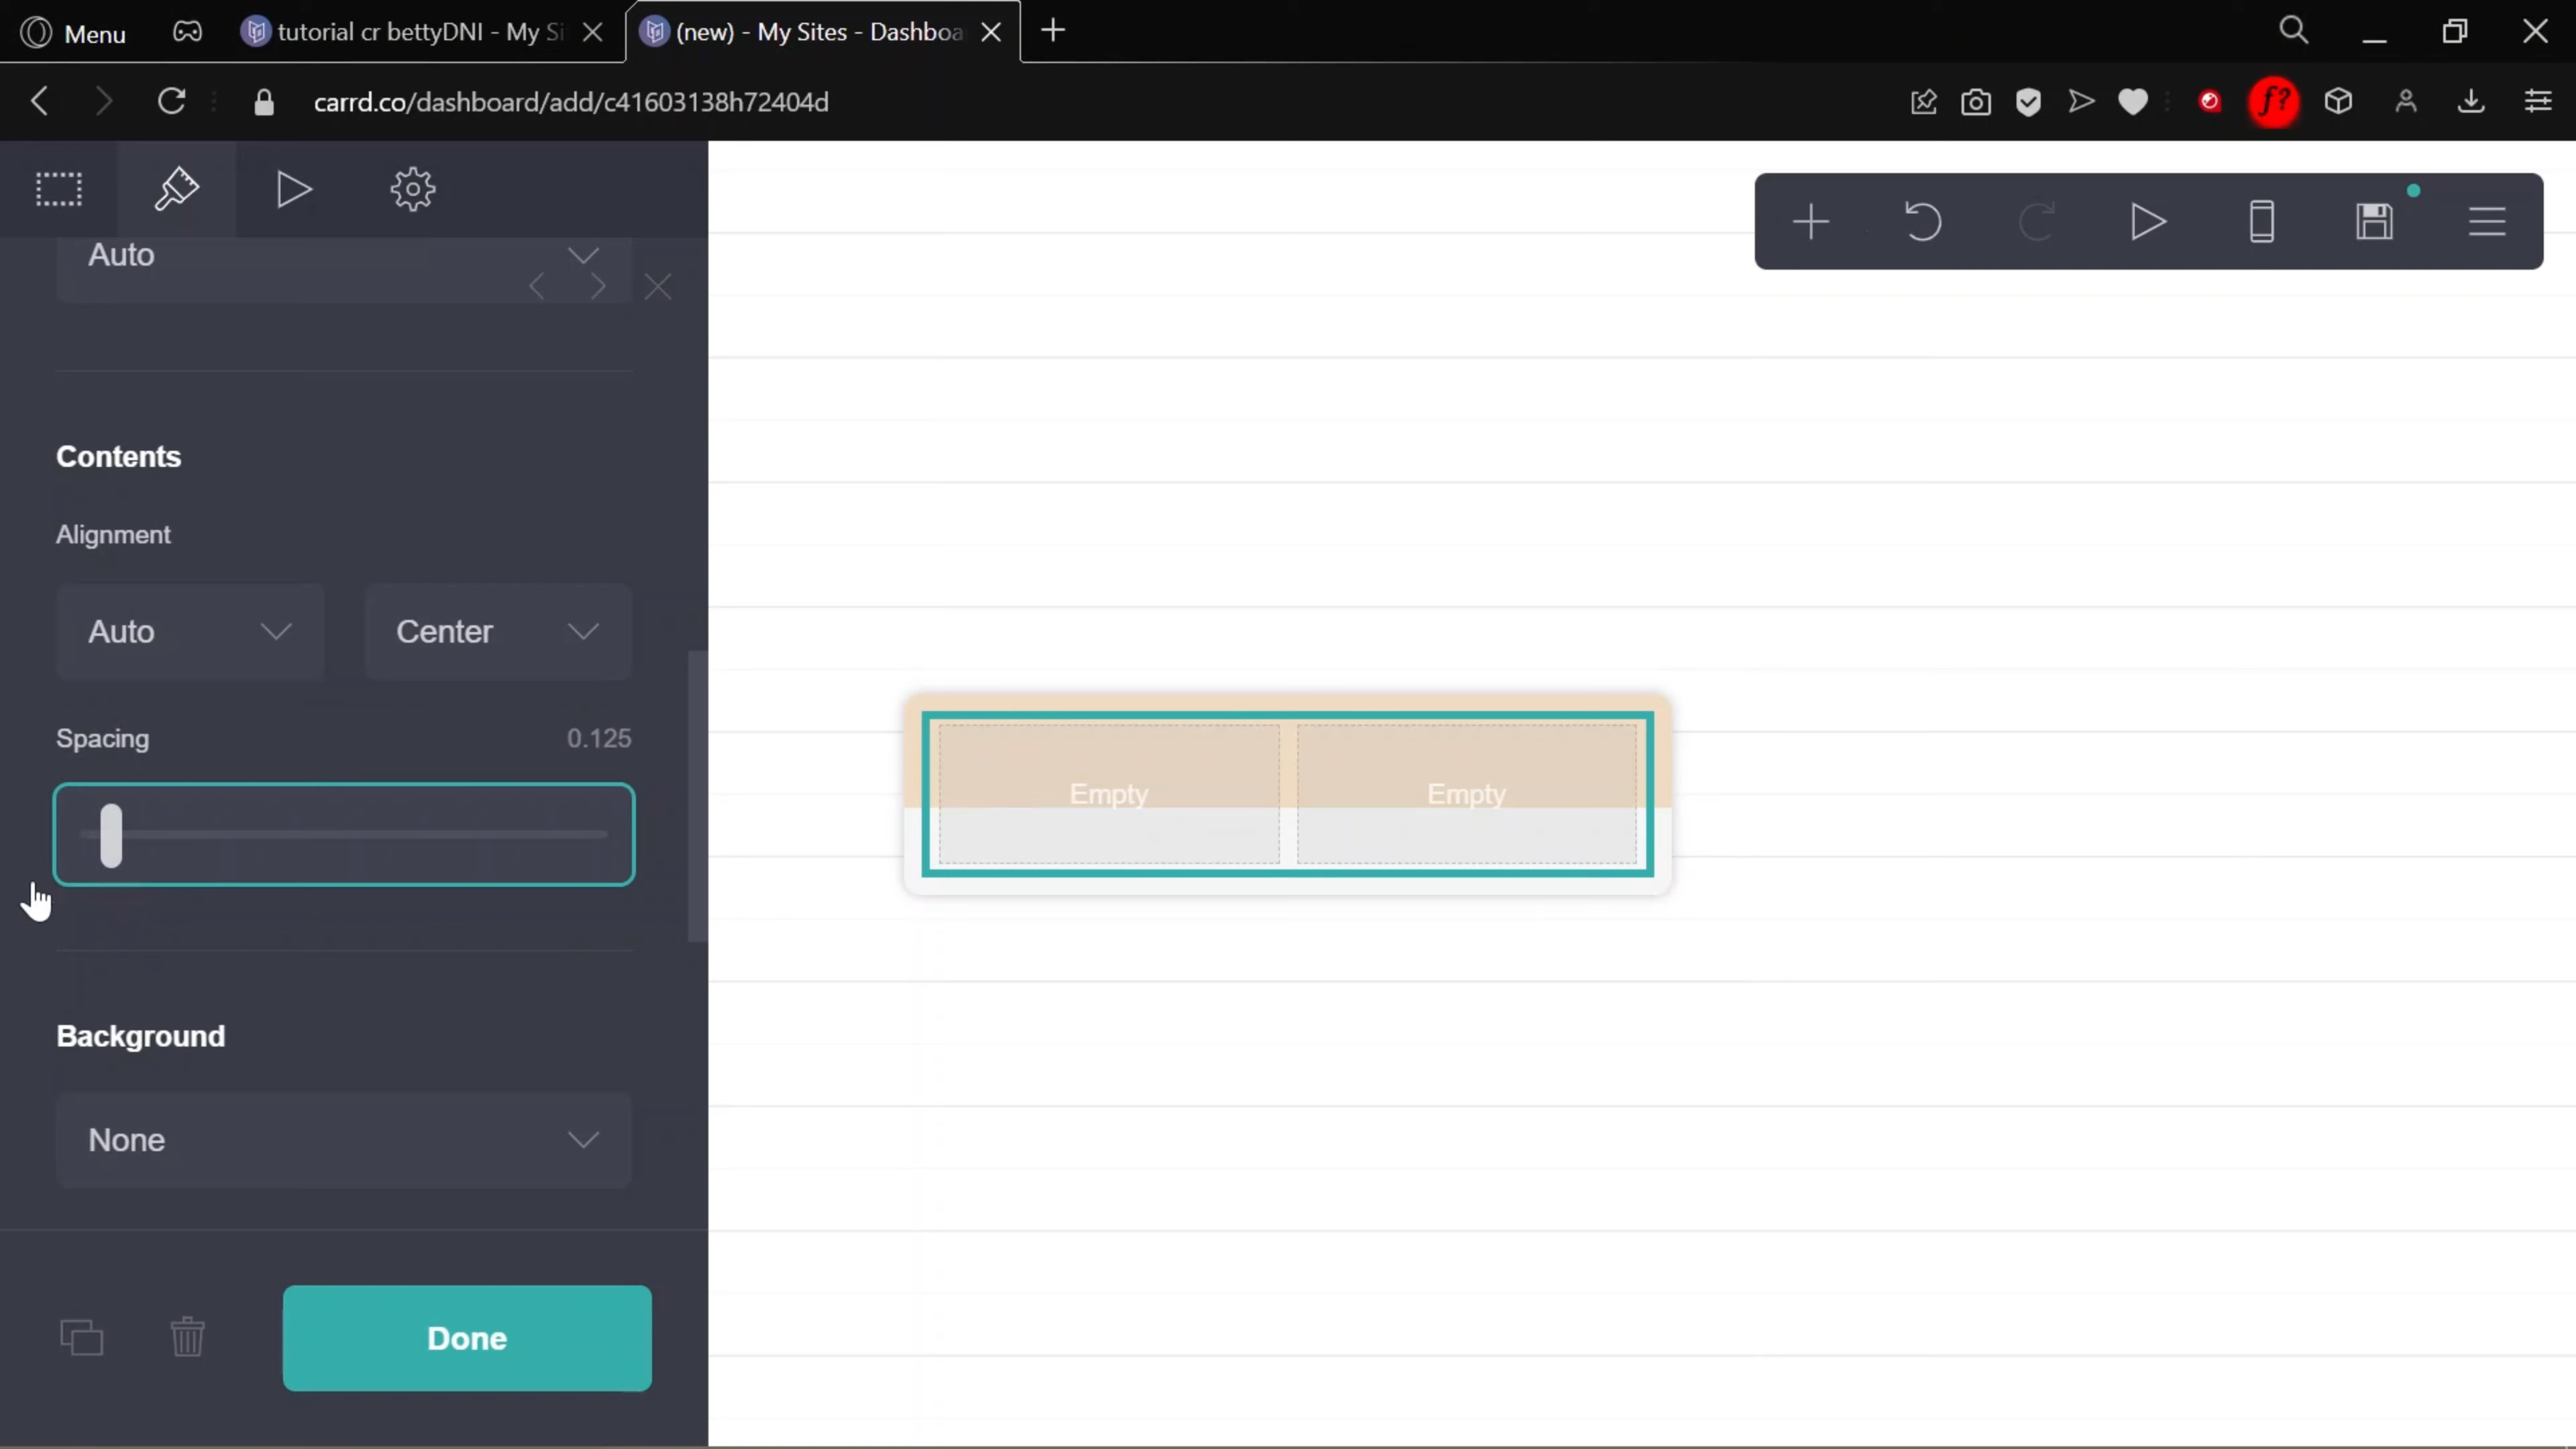 Menu
tutorial cr bettyDNI - My Si
(new) - My Sites - Dashboa
carrd.co/dashboard/add/c41603138h72404d
f?
Auto
Contents
Alignment
Auto
Center
Spacing
0.125
Empty
Empty
Background
None
Done